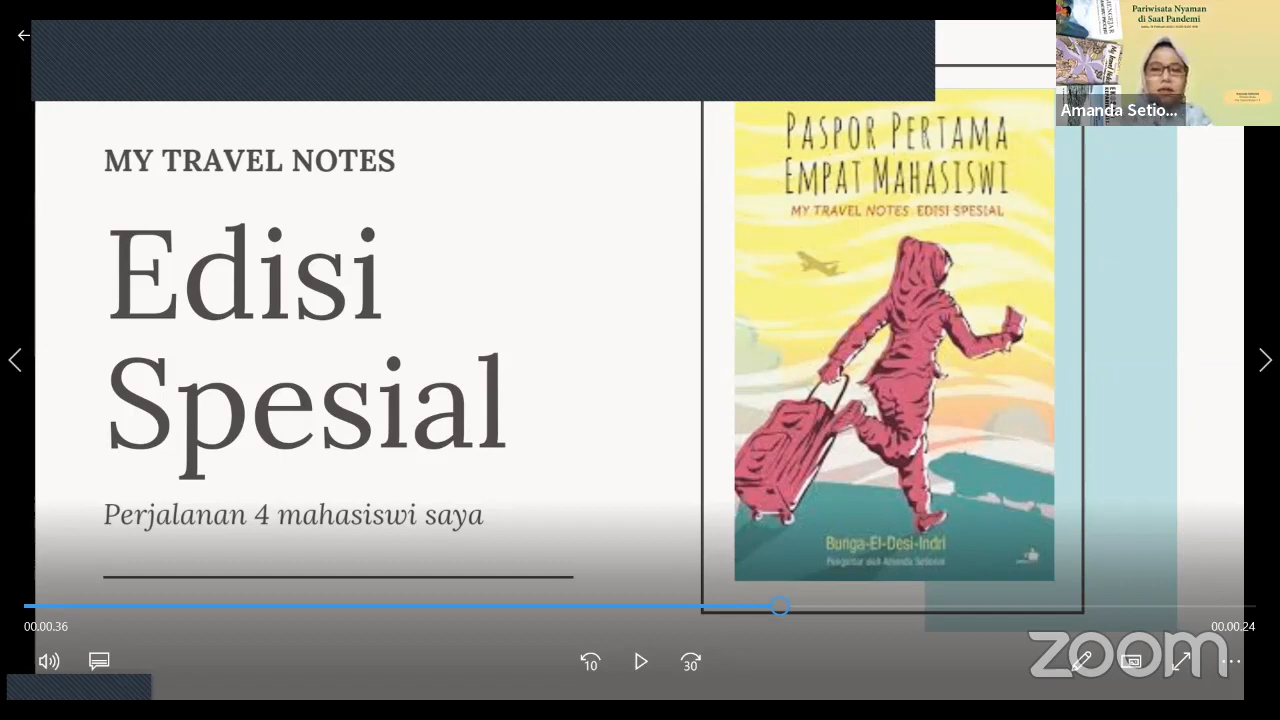 Pariwisata Nyaman
di Saat Pandemi
Amanda Setio...
MY TRAVEL NOTES
Edisi
Spesial
Perjalanan 4 mahasiswi saya
PASPOR PERTAMA
EMPAT MAHASISWI
MY TRAVEL NOTES EDISI SPESIAL
Bunga-El-Desi-Indri
Pengantar oleh Amanda Setiorini
00.00.36
00.00.24
10
30
zoom